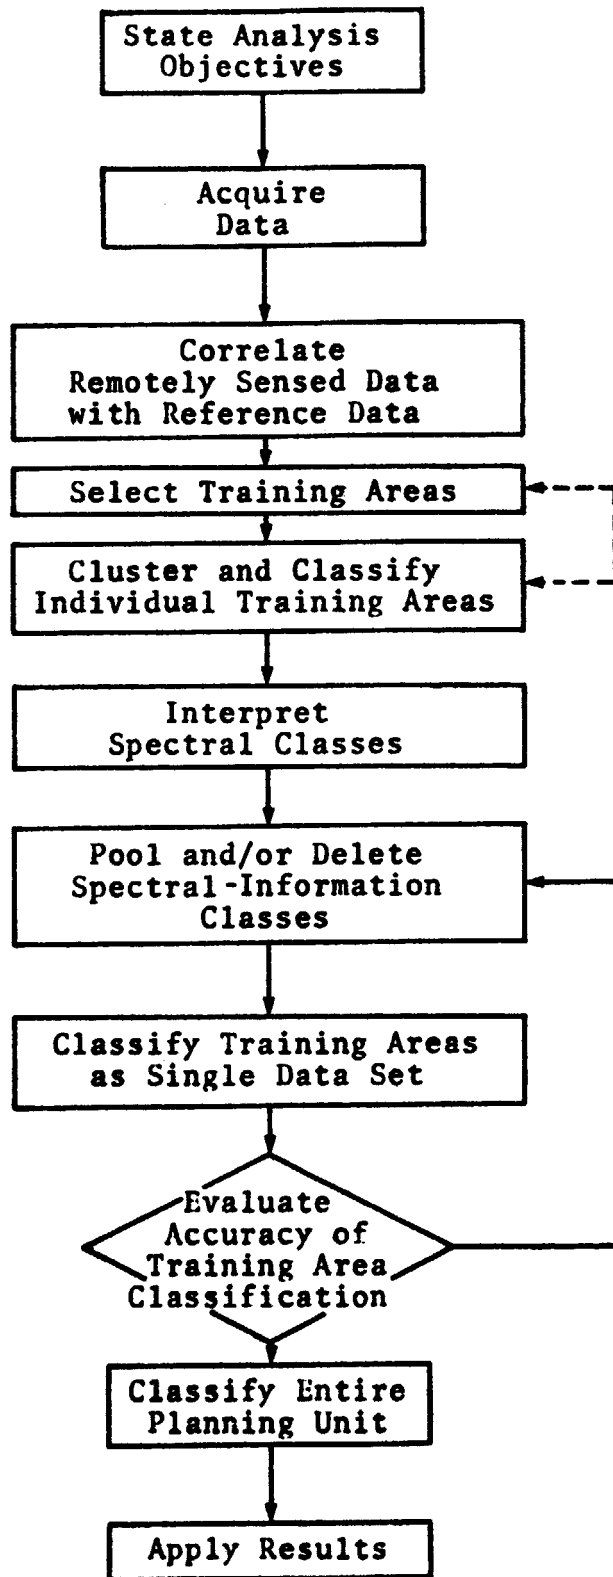 State Analysis
Objectives
Acquire
Data
Correlate
Remotely Sensed Data
with Reference Data
Select Training Areas
Cluster and Classify
Individual Training Areas
Interpret
Spectral Classes
Pool and/or Delete
Spectral-Information
Classes
Classify Training Areas
as Single Data Set
Evaluate
Accuracy of
Training Area
Classification
Classify Entire
Planning Unit
Apply Results